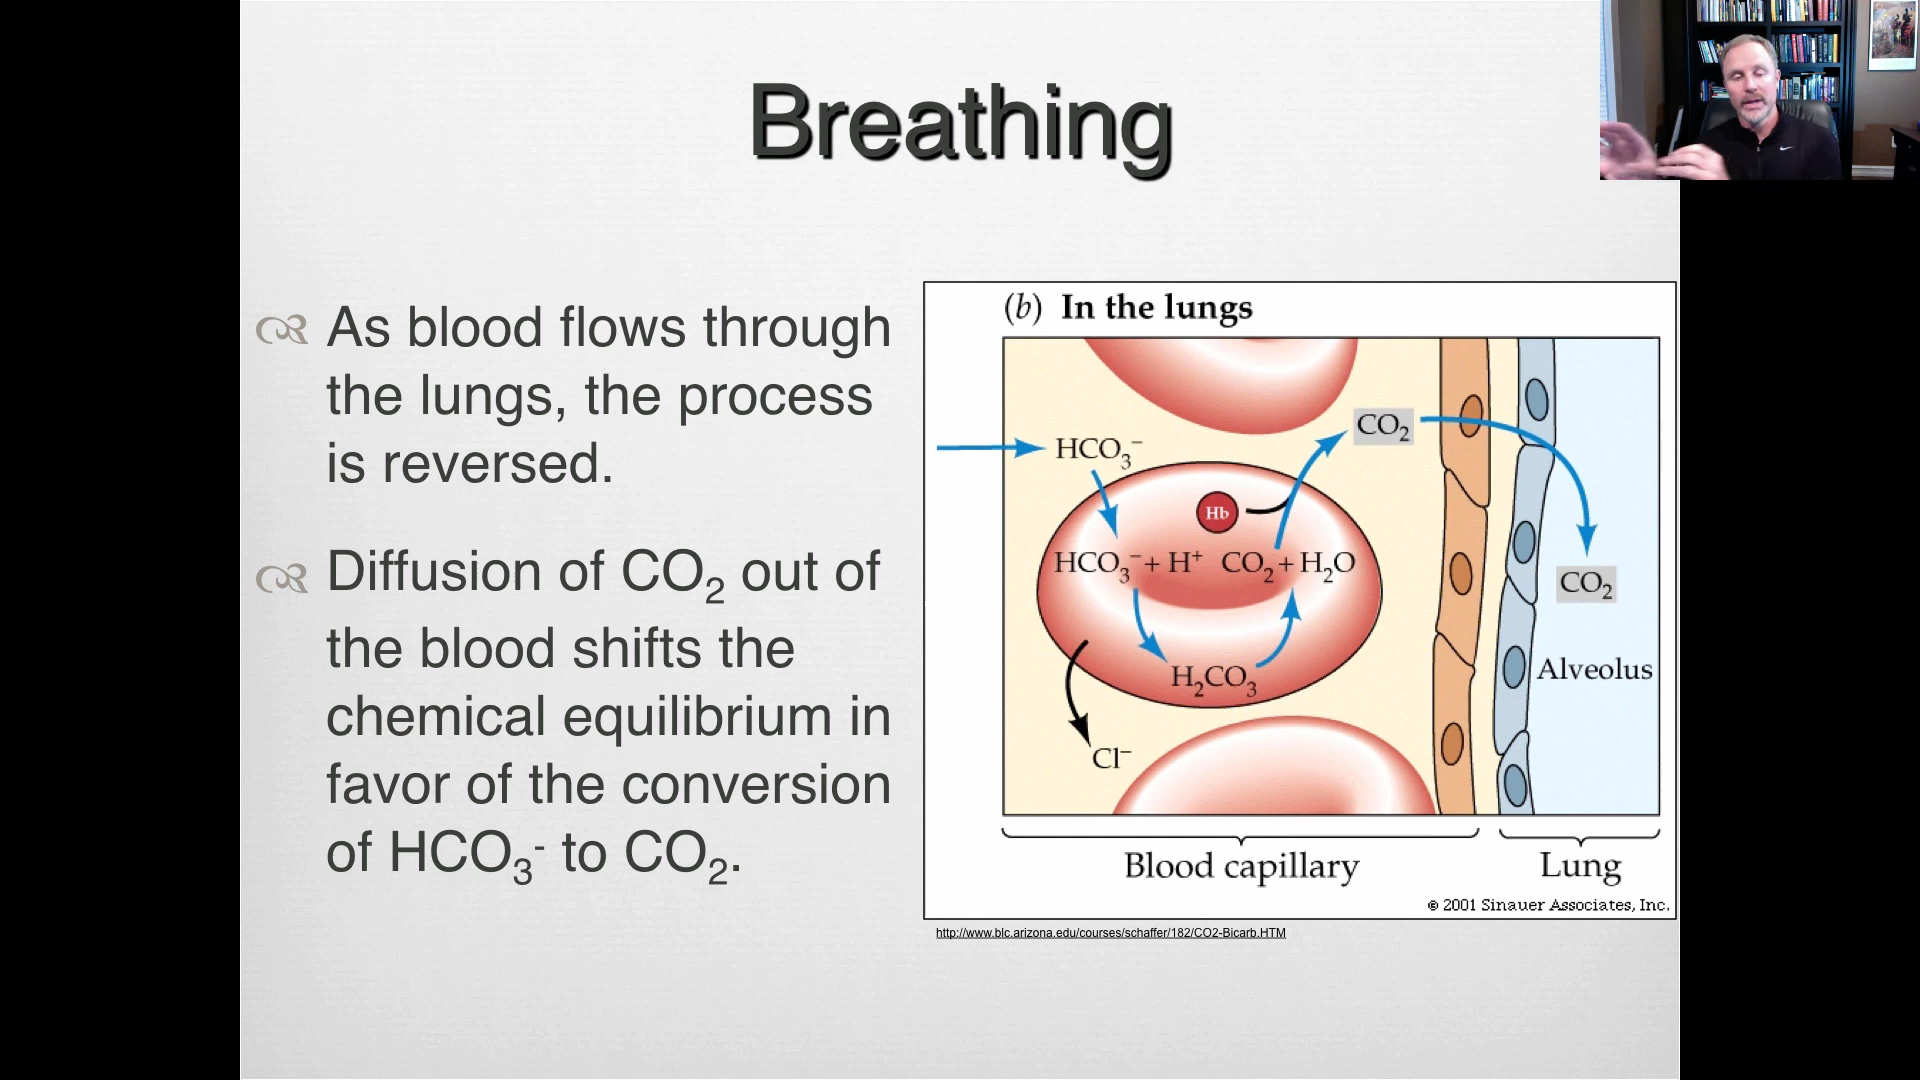 Breathing
As blood flows through
the lungs, the process
is reversed.
Diffusion of CO₂ out of
the blood shifts the
chemical equilibrium in
favor of the conversion
of HCO₃⁻ to CO₂.
(b) In the lungs
CO₂
HCO₃⁻
Hb
HCO₃⁻ + H⁺ CO₂ + H₂O
CO₂
H₂CO₃
Alveolus
Cl⁻
Blood capillary
Lung
© 2001 Sinauer Associates, Inc.
http://www.blc.arizona.edu/courses/schaffer/182/CO2-Bicarb.HTM